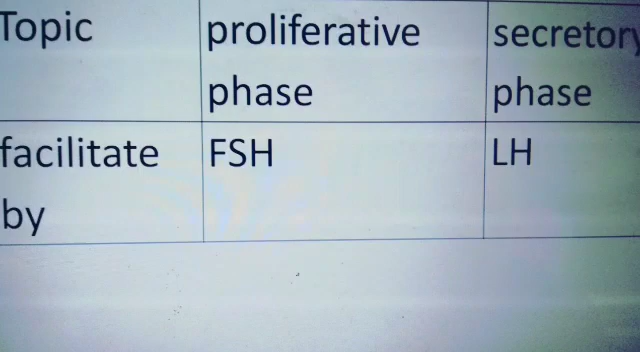 Topic proliferative secretory
phase phase
facilitate FSH LH
by